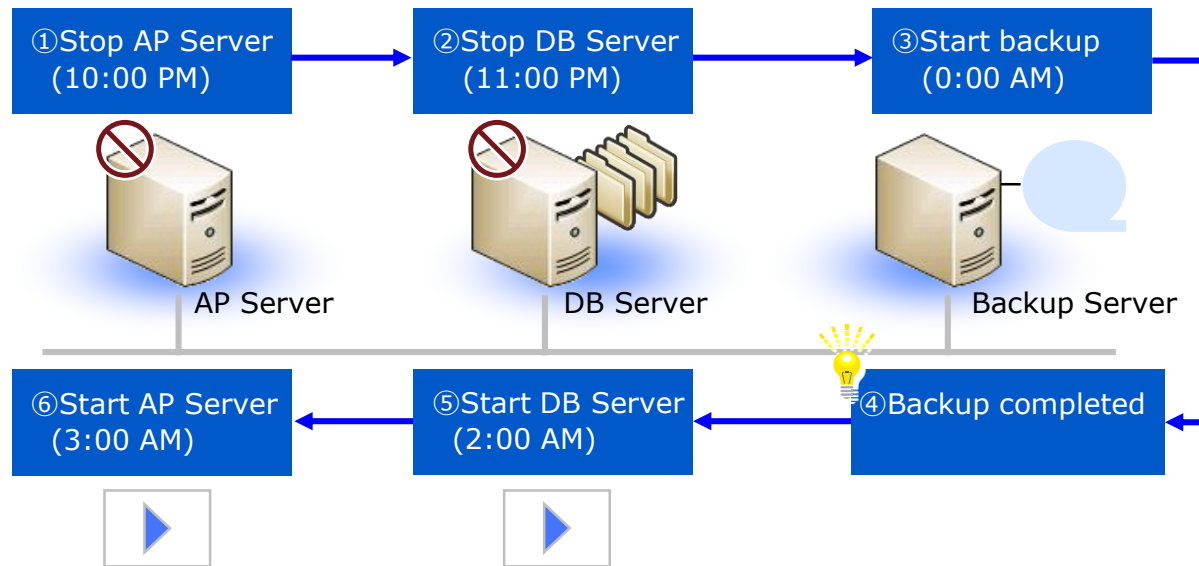 ①Stop AP Server
(10:00 PM)
②Stop DB Server
(11:00 PM)
③Start backup
(0:00 AM)
AP Server
DB Server
Backup Server
⑥Start AP Server
(3:00 AM)
⑤Start DB Server
(2:00 AM)
④Backup completed